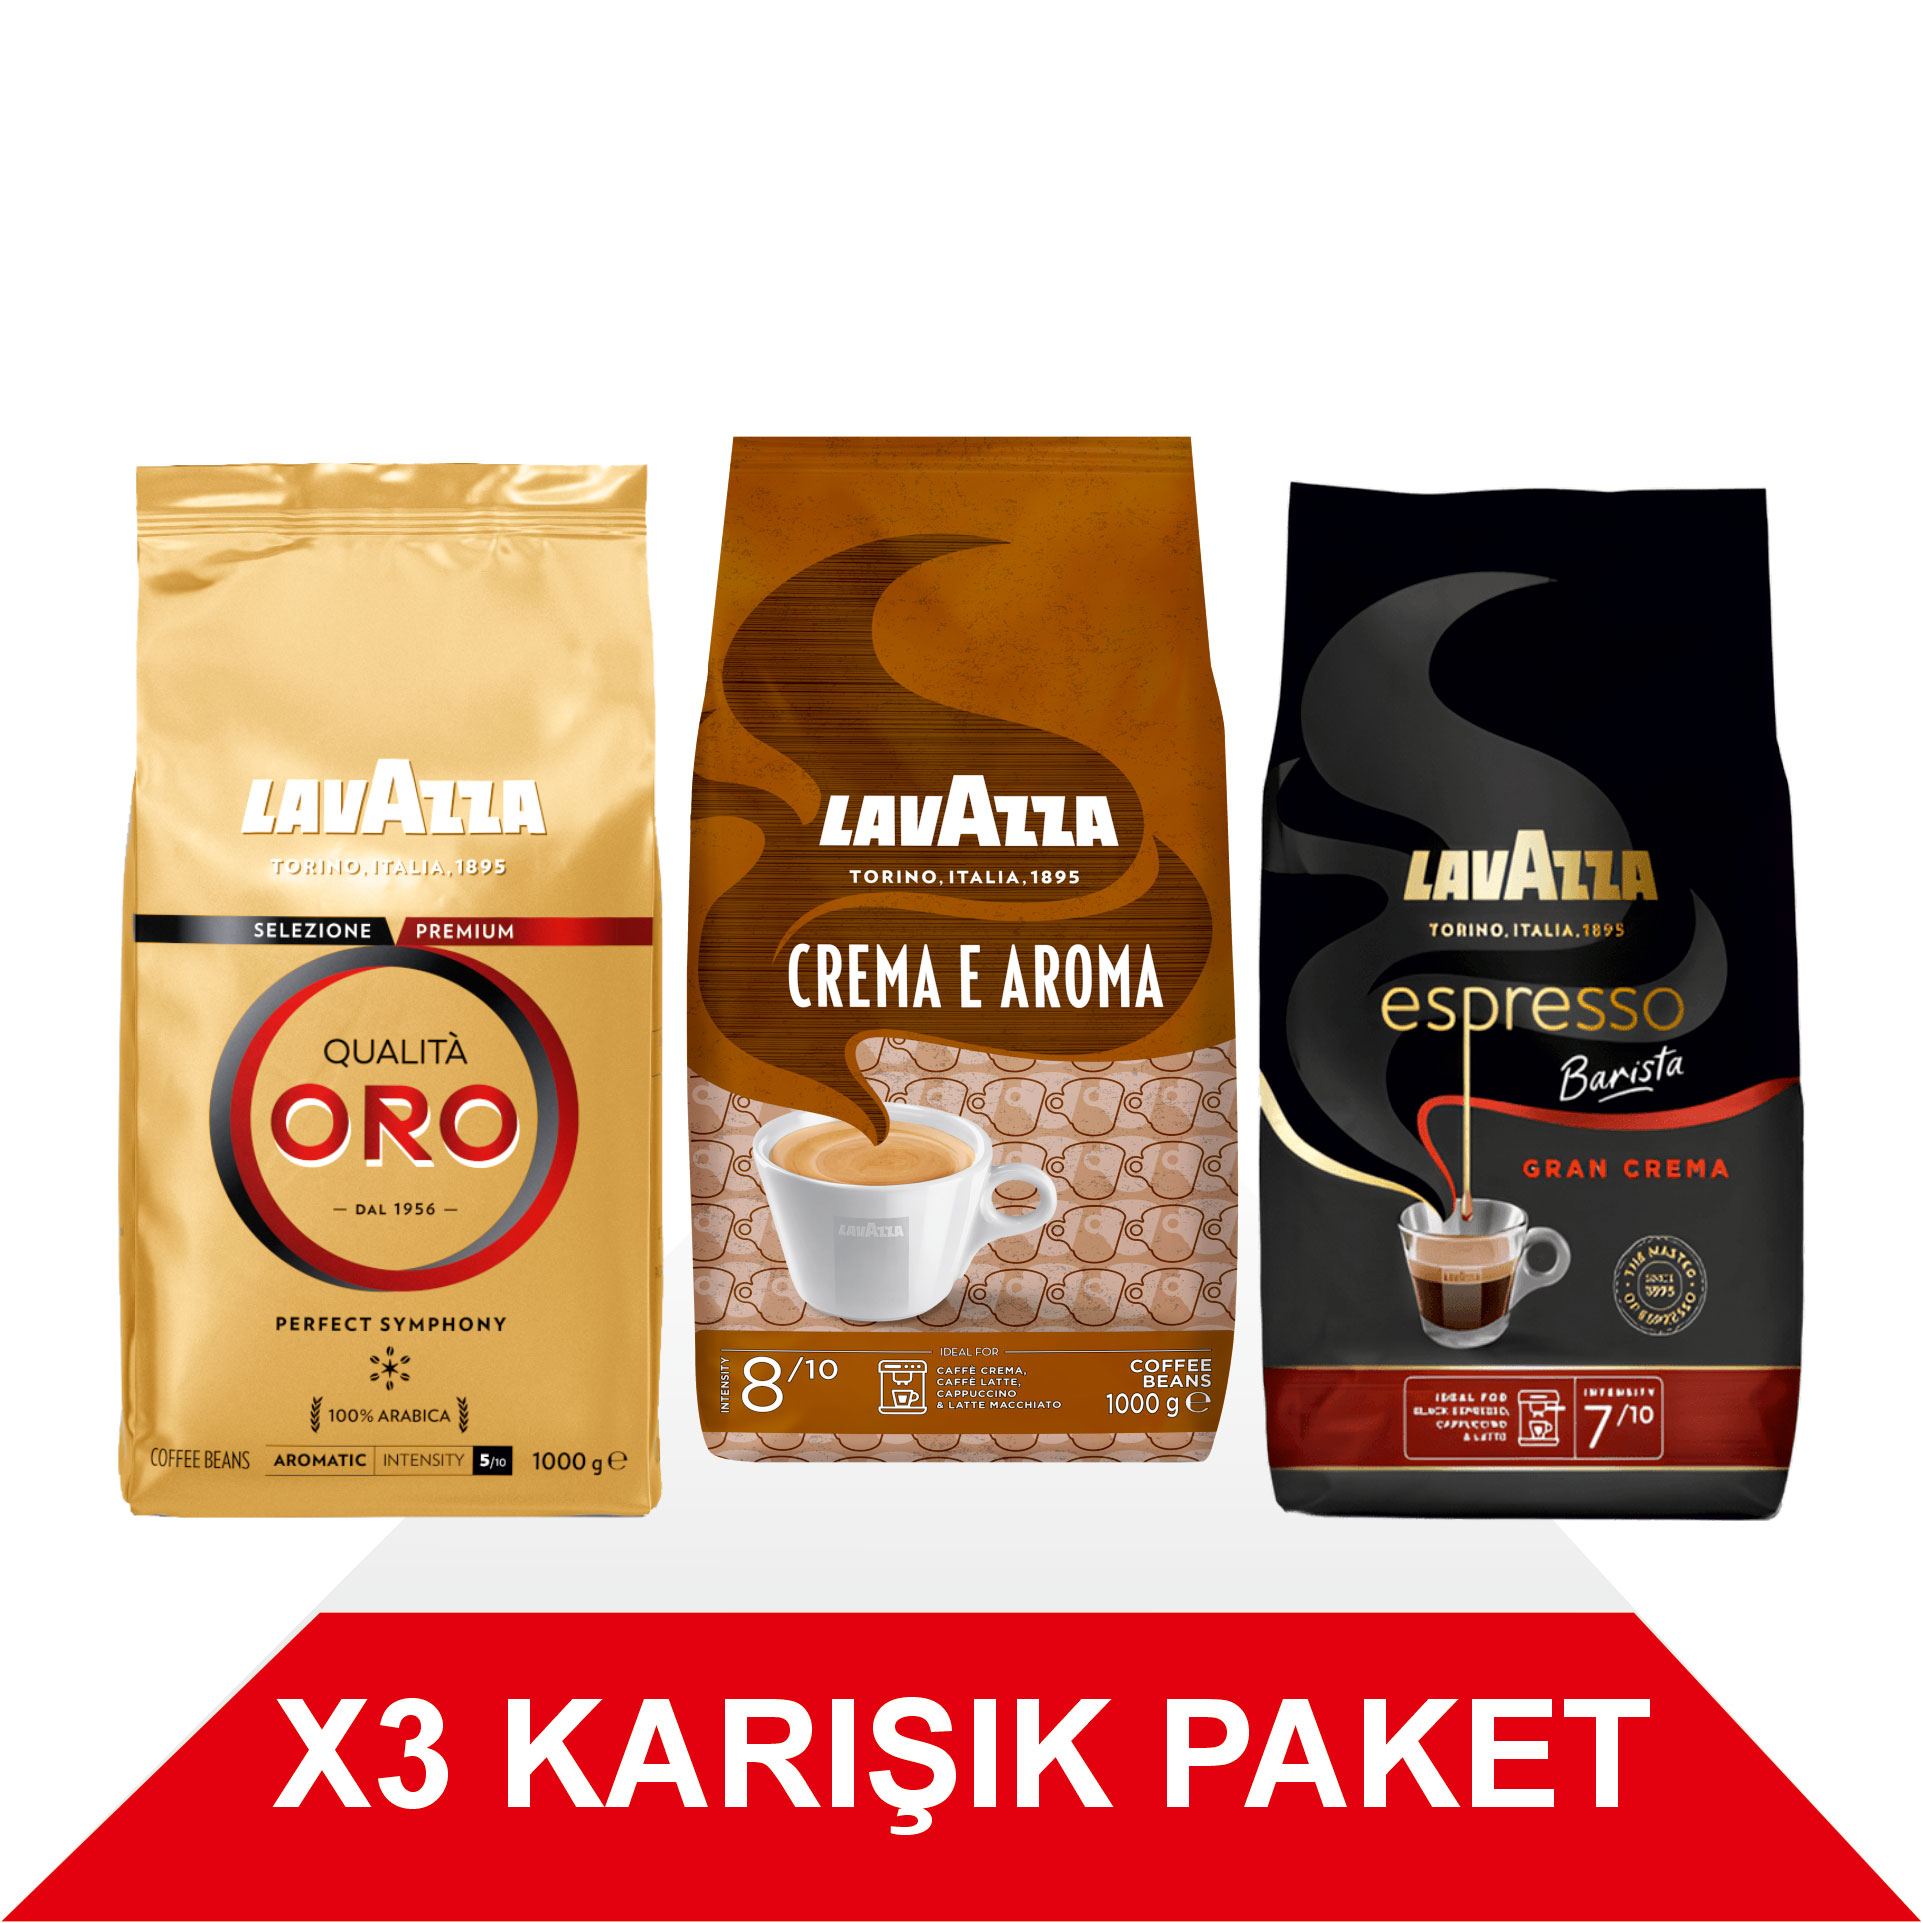 LAVAZZA
TORINO, ITALIA, 1895
SELEZIONE PREMIUM
QUALITÀ
ORO
— DAL 1956 —
PERFECT SYMPHONY
100% ARABICA
COFFEE BEANS AROMATIC INTENSITY 5/10 1000 g ℮
LAVAZZA
TORINO, ITALIA, 1895
CREMA E AROMA
LAVAZZA
INTENSITY 8/10
IDEAL FOR
CAFFÈ CREMA,
CAFFÈ LATTE,
CAPPUCCINO
& LATTE MACCHIATO
COFFEE
BEANS
1000 g ℮
LAVAZZA
TORINO, ITALIA, 1895
espresso
Barista
GRAN CREMA
LAVAZZA
INTENSITY
7/10
X3 KARIŞIK PAKET